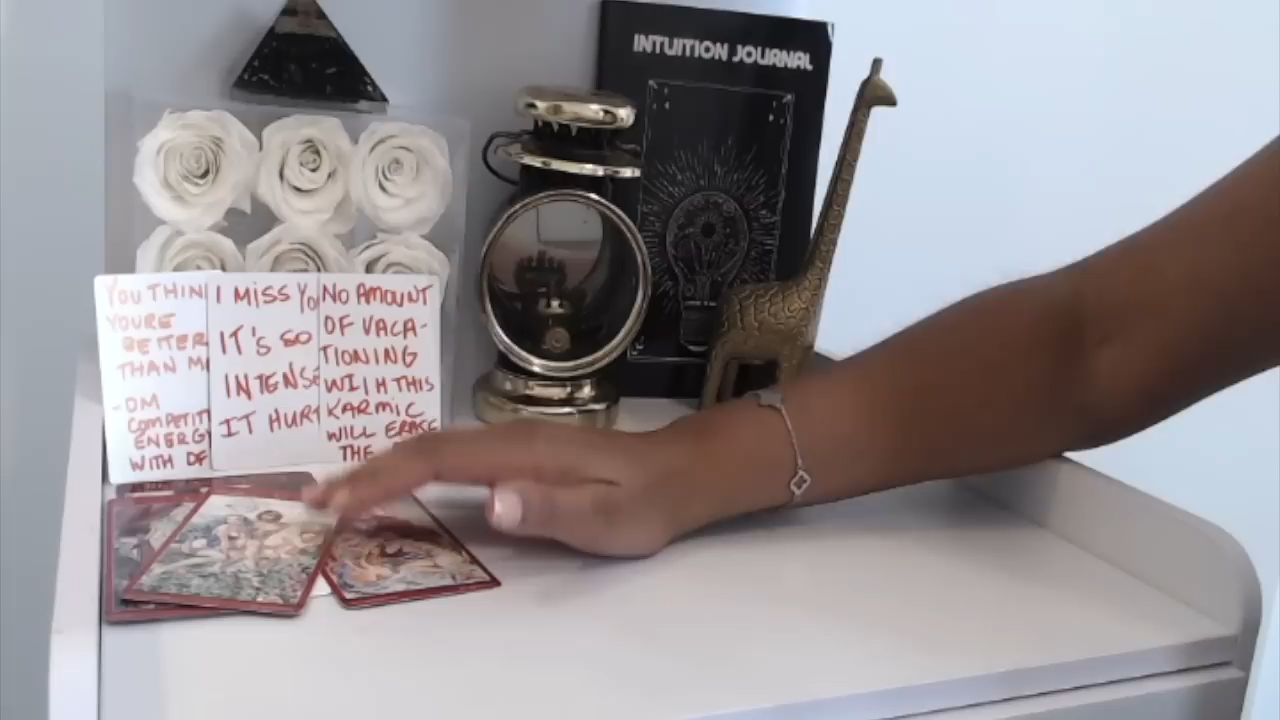 INTUITION JOURNAL
YOU THIN
YOURE
BETTER
THAN M
-DM
COMPETIT
ENERGY
WITH DF
I MISS YO
IT'S SO
INTENSE
IT HURT
NO AMOUNT
OF VACA-
TIONING
WITH THIS
KARMIC
WILL ERASE
THE